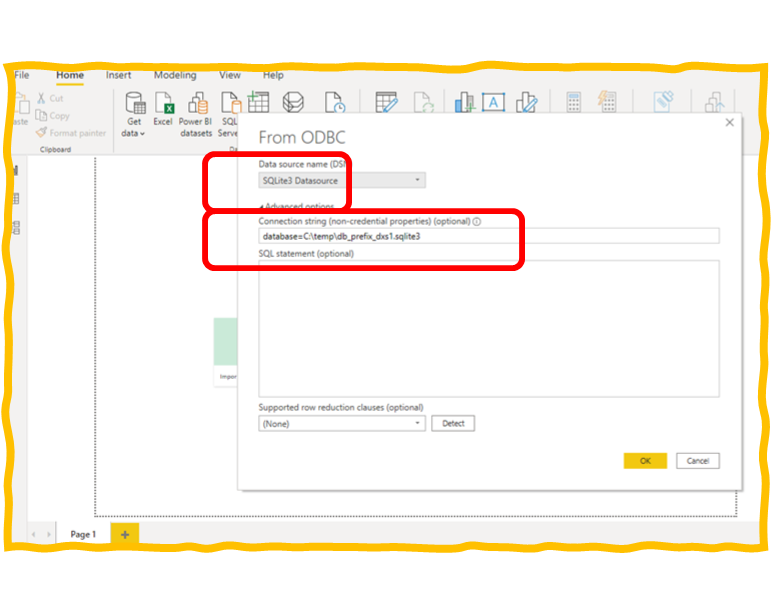 File Home Insert Modeling View Help
Cut
Copy
Format painter
Clipboard
Get data
Excel
Power BI datasets
SQL
From ODBC
Data source name (DSN
SQLite3 Datasource
Advanced options
Connection string (non-credential properties) (optional)
database=C:\temp\db_prefix_dxs1.sqlite3
SQL statement (optional)
Impor
Supported row reduction clauses (optional)
(None)
Detect
OK Cancel
Page 1